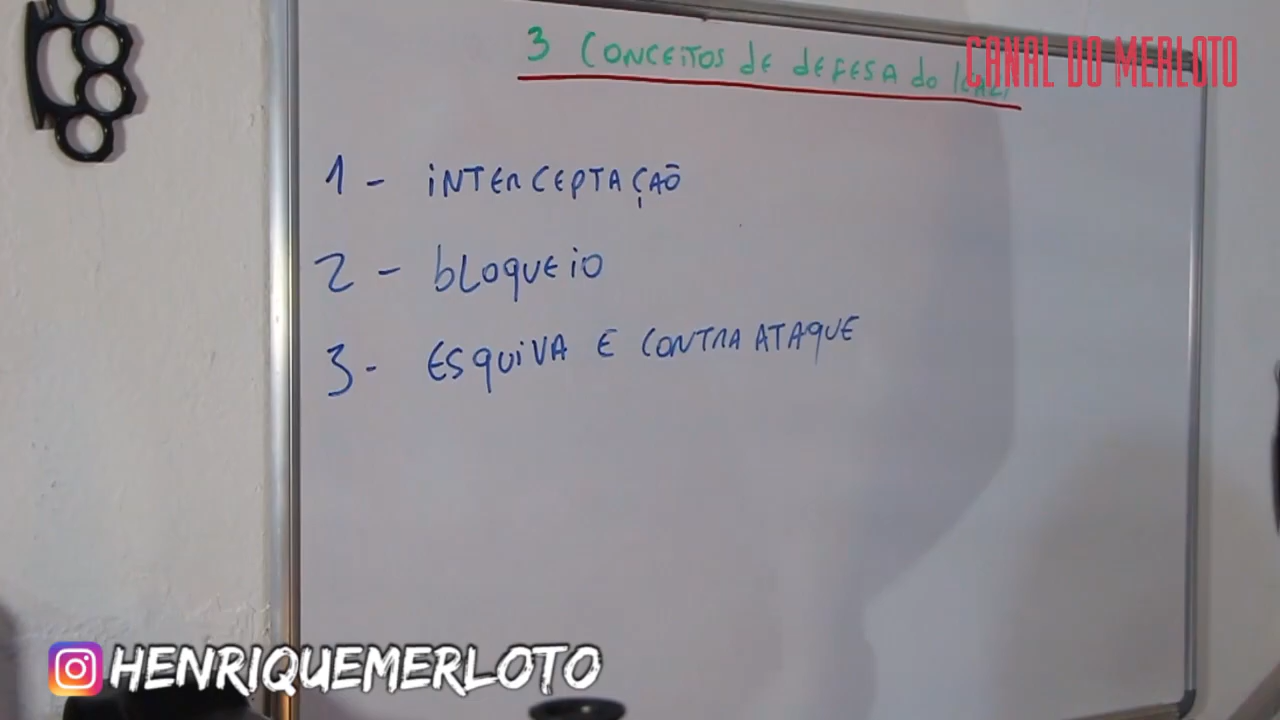 3 CONCEITOS dE dEFESA do
CANAL DO MERLOTO
1 - iNTERCEPTAÇÃO
2 - bLOQUEiO
3 - ESQUiVA E CONTRA ATAQUE
HENRIQUEMERLOTO